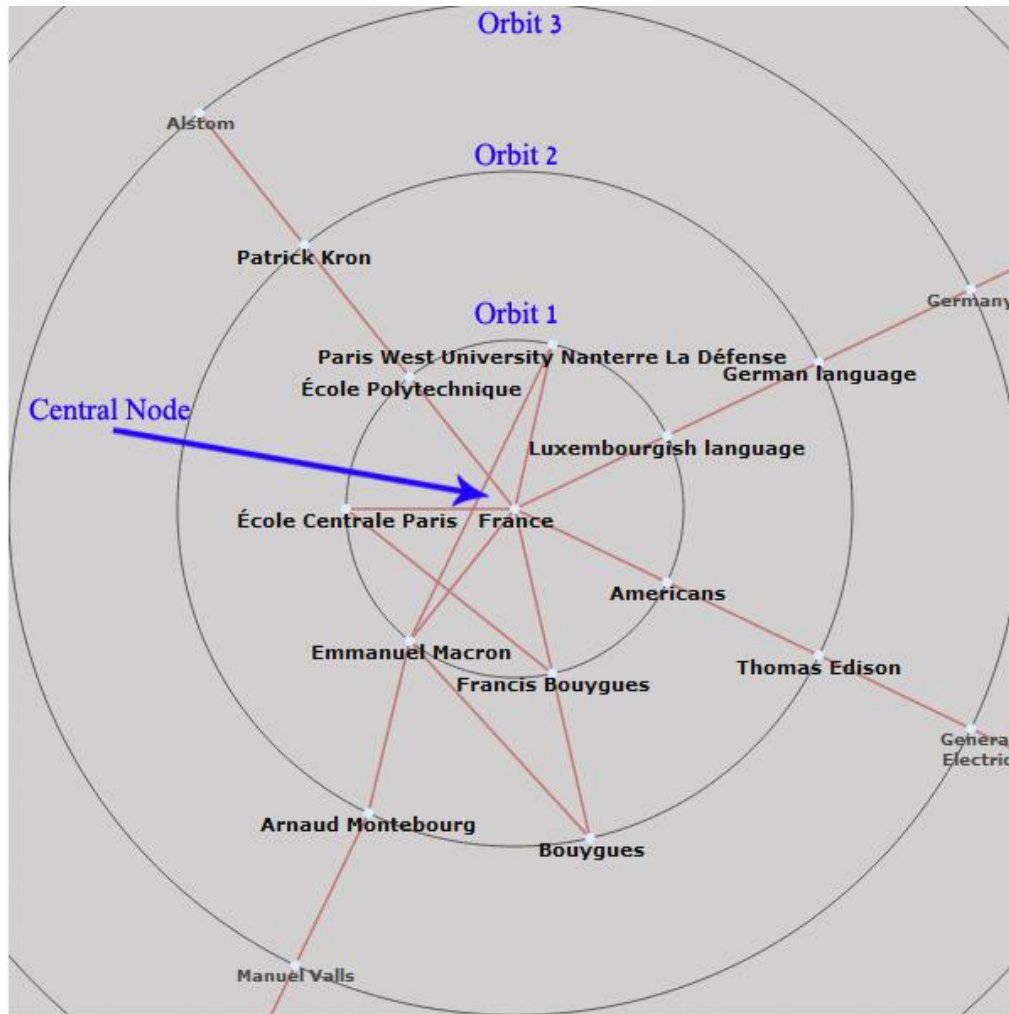 Orbit 3
Alstom
Orbit 2
Patrick Kron
Germany
Orbit 1
Paris West University Nanterre La Défense
German language
École Polytechnique
Central Node
Luxembourgish language
École Centrale Paris
France
Americans
Emmanuel Macron
Thomas Edison
Francis Bouygues
General
Electric
Arnaud Montebourg
Bouygues
Manuel Valls